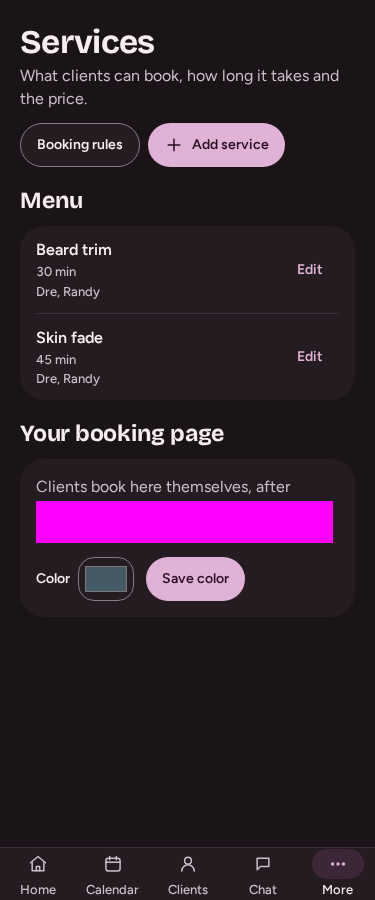 Services
What clients can book, how long it takes and
the price.
Booking rules
Add service
Menu
Beard trim
30 min
Dre, Randy
Edit
Skin fade
45 min
Dre, Randy
Edit
Your booking page
Clients book here themselves, after
Color
Save color
Home
Calendar
Clients
Chat
More